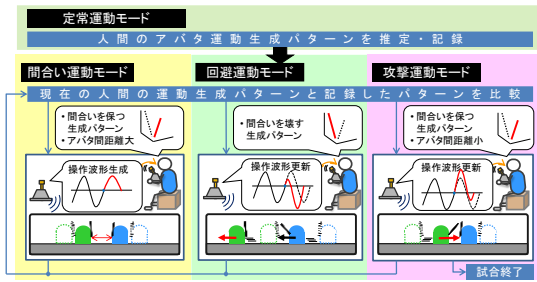 定常運動モード
人間のアバタ運動生成パターンを推定・記録
間合い運動モード
回避運動モード
攻撃運動モード
現在の人間の運動生成パターンと記録したパターンを比較
・間合いを保つ
生成パターン
・アバタ間距離大
・間合いを壊す
生成パターン
・間合いを保つ
生成パターン
・アバタ間距離小
操作波形生成
操作波形更新
操作波形更新
試合終了